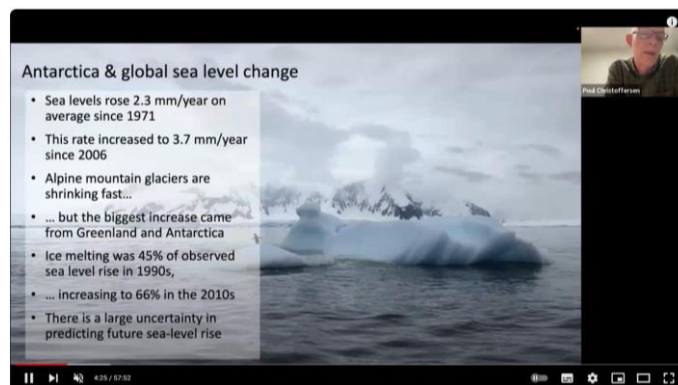 Antarctica & global sea level change
• Sea levels rose 2.3 mm/year on
average since 1971
• This rate increased to 3.7 mm/year
since 2006
• Alpine mountain glaciers are
shrinking fast...
• ... but the biggest increase came
from Greenland and Antarctica
• Ice melting was 45% of observed
sea level rise in 1990s,
• ... increasing to 66% in the 2010s
• There is a large uncertainty in
predicting future sea-level rise
Poul Christoffersen
4:25 / 57:52